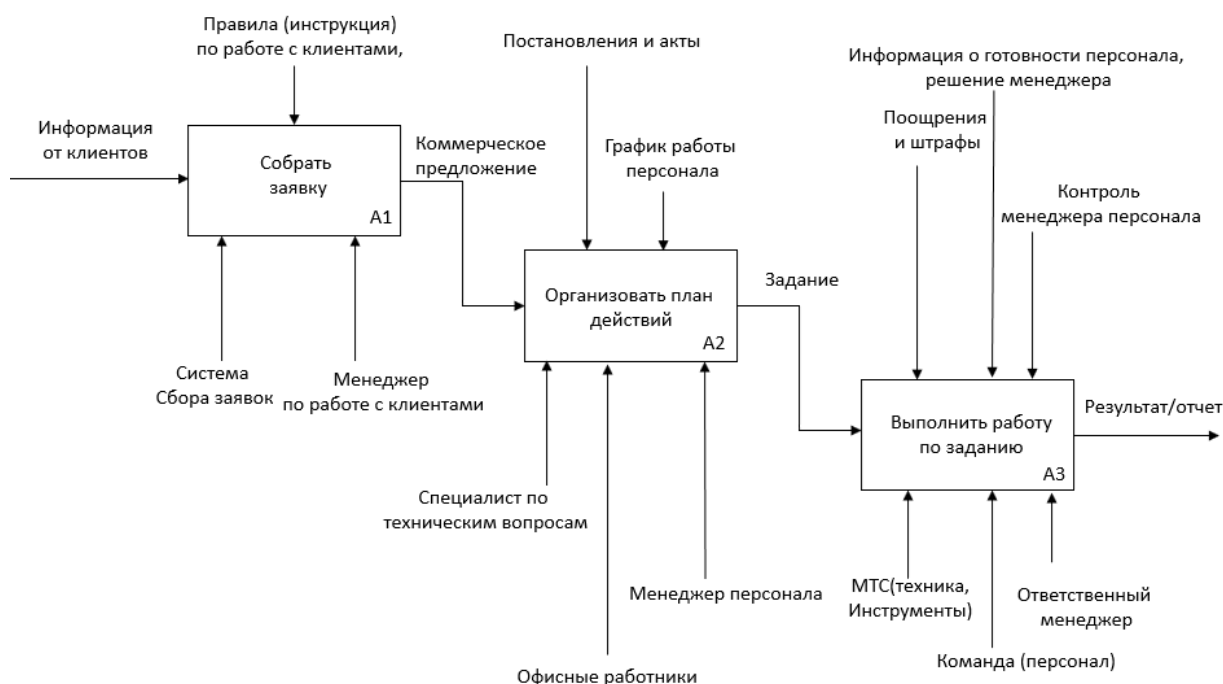 Правила (инструкция)
по работе с клиентами,
Постановления и акты
Информация о готовности персонала,
решение менеджера
Информация
от клиентов
Собрать
заявку
А1
Коммерческое
предложение
График работы
персонала
Поощрения
и штрафы
Контроль
менеджера персонала
Система
Сбора заявок
Менеджер
по работе с клиентами
Организовать план
действий
А2
Задание
Специалист по
техническим вопросам
Менеджер персонала
Офисные работники
Выполнить работу
по заданию
А3
Результат/отчет
МТС(техника,
Инструменты)
Ответственный
менеджер
Команда (персонал)